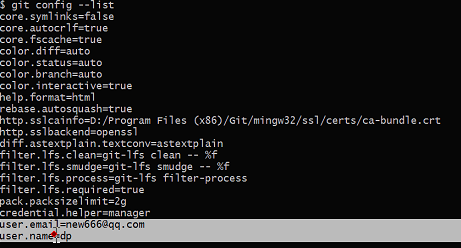 $ git config --list
core.symlinks=false
core.autocrlf=true
core.fscache=true
color.diff=auto
color.status=auto
color.branch=auto
color.interactive=true
help.format=html
rebase.autosquash=true
http.sslcainfo=D:/Program Files (x86)/Git/mingw32/ssl/certs/ca-bundle.crt
http.sslbackend=openssl
diff.astextplain.textconv=astextplain
filter.lfs.clean=git-lfs clean -- %f
filter.lfs.smudge=git-lfs smudge -- %f
filter.lfs.process=git-lfs filter-process
filter.lfs.required=true
pack.packsizelimit=2g
credential.helper=manager
user.email=new666@qq.com
user.name=dp